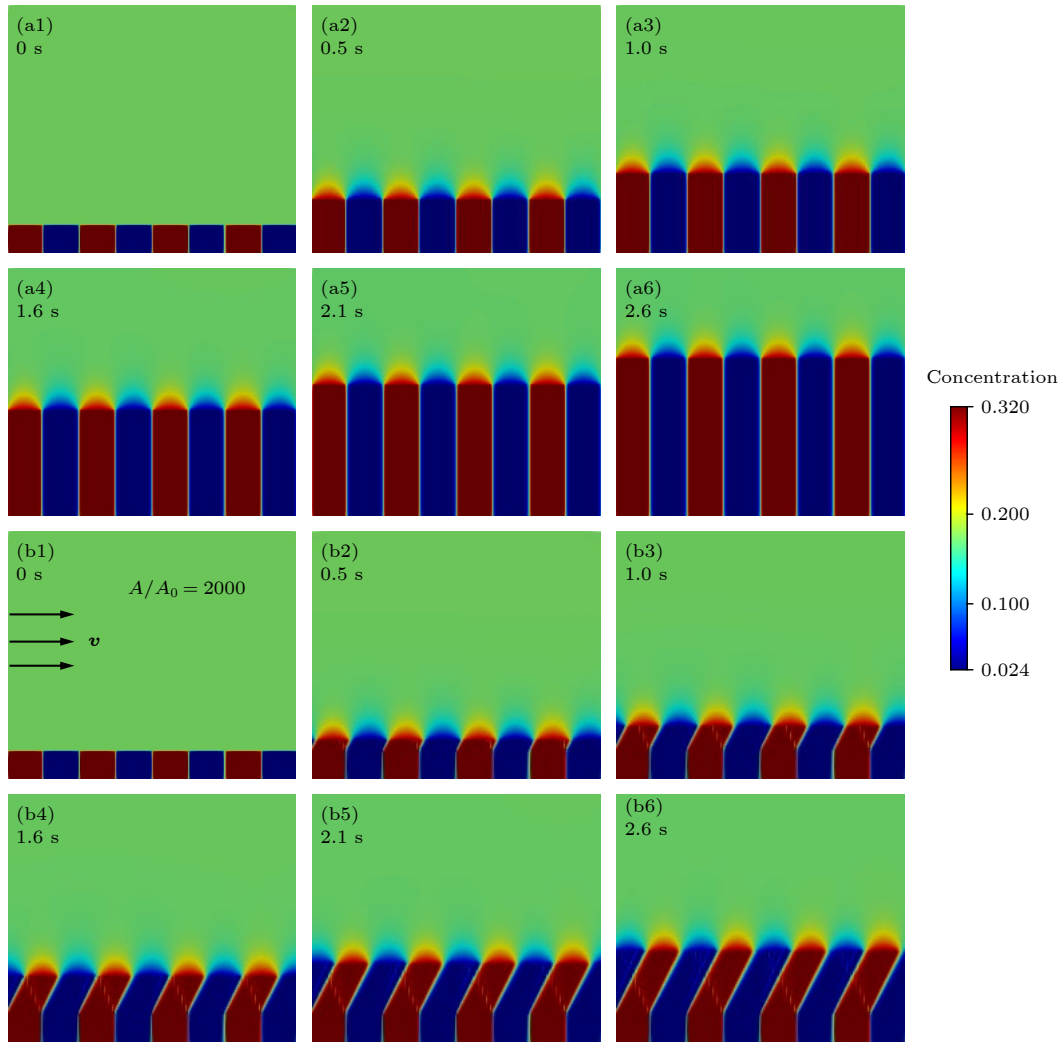 (a1)
0 s
(a2)
0.5 s
(a3)
1.0 s
(a4)
1.6 s
(a5)
2.1 s
(a6)
2.6 s
Concentration
0.320
0.200
0.100
0.024
(b1)
0 s
A/A₀ = 2000
v
(b2)
0.5 s
(b3)
1.0 s
(b4)
1.6 s
(b5)
2.1 s
(b6)
2.6 s